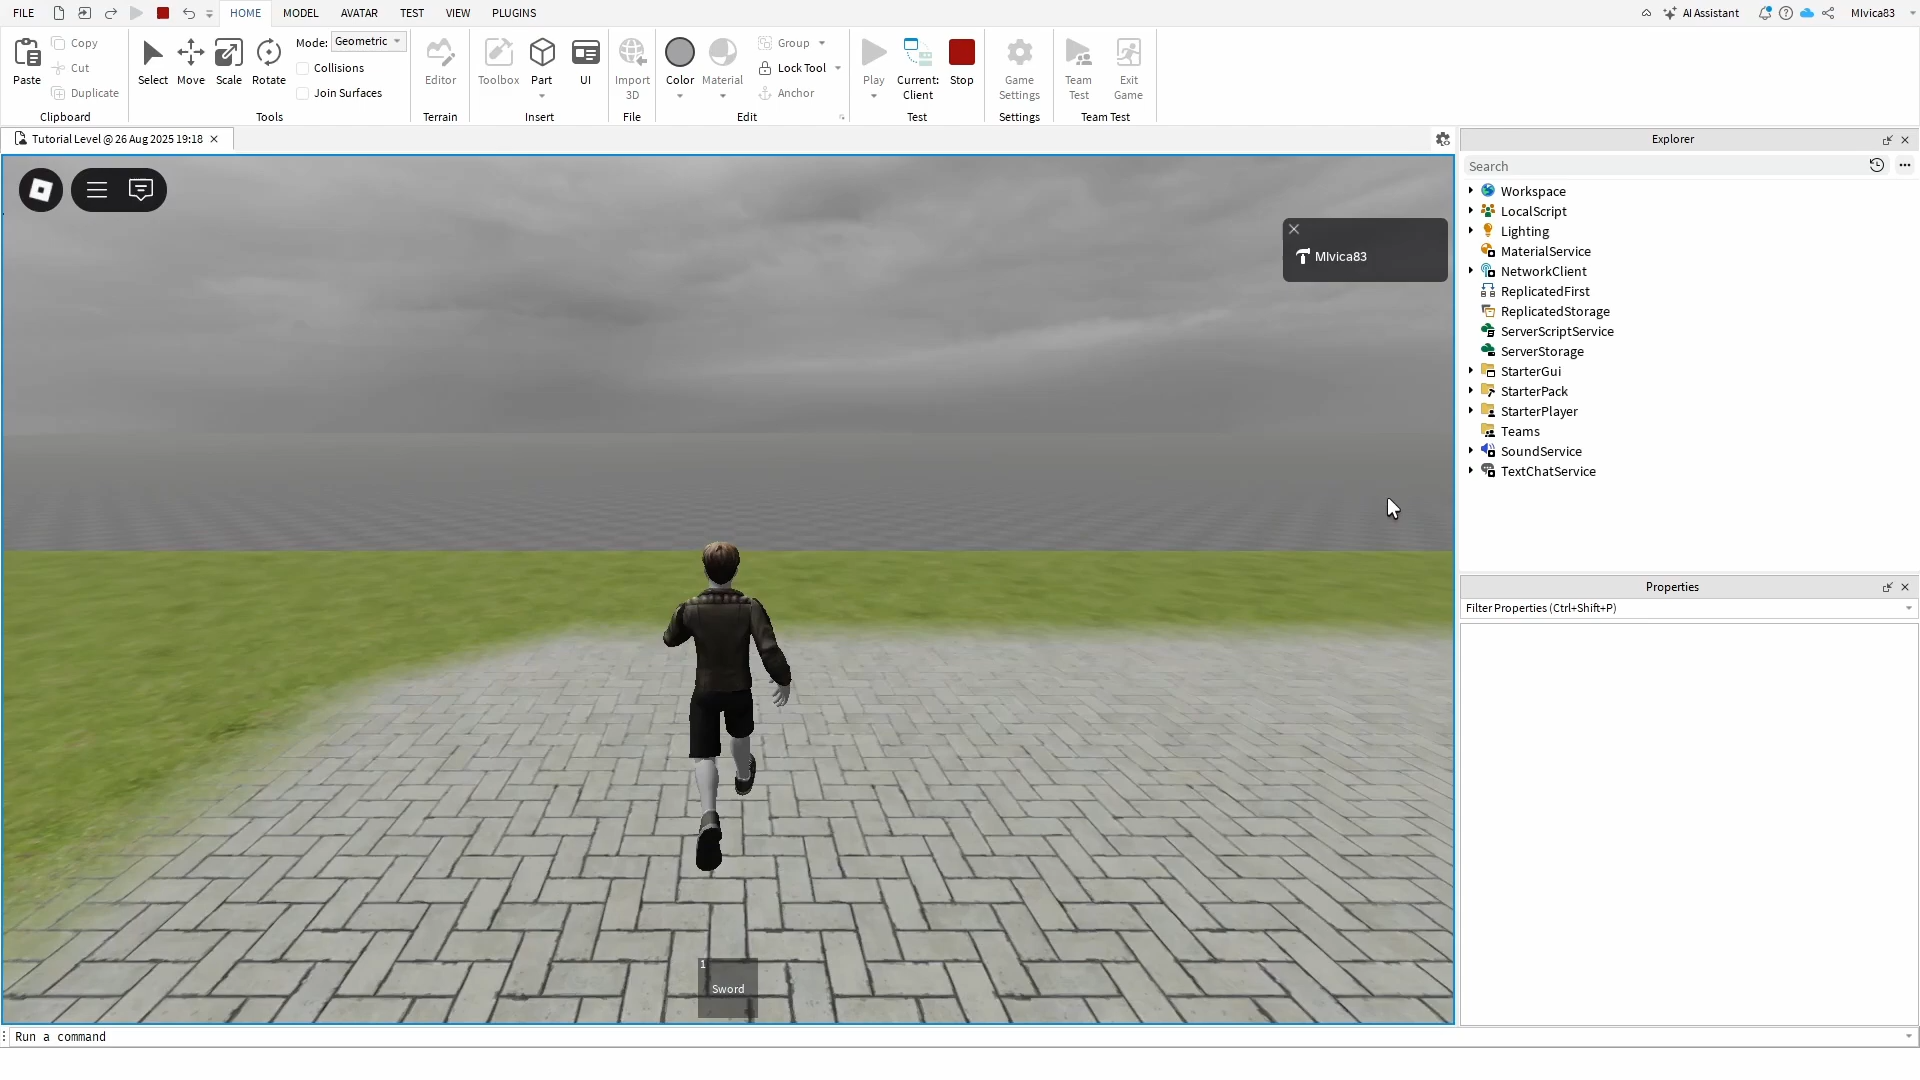 FILE
HOME
MODEL
AVATAR
TEST
VIEW
PLUGINS
AI Assistant
MIvica83
Paste
Copy
Cut
Duplicate
Clipboard
Select
Move
Scale
Rotate
Mode:
Geometric
Collisions
Join Surfaces
Tools
Editor
Terrain
Toolbox
Part
UI
Insert
Import
3D
File
Color
Material
Group
Lock Tool
Anchor
Edit
Play
Current:
Client
Stop
Test
Game
Settings
Settings
Team
Test
Exit
Game
Team Test
Tutorial Level @ 26 Aug 2025 19:18
MIvica83
1
Sword
Explorer
Search
Workspace
LocalScript
Lighting
MaterialService
NetworkClient
ReplicatedFirst
ReplicatedStorage
ServerScriptService
ServerStorage
StarterGui
StarterPack
StarterPlayer
Teams
SoundService
TextChatService
Properties
Filter Properties (Ctrl+Shift+P)
Run a command